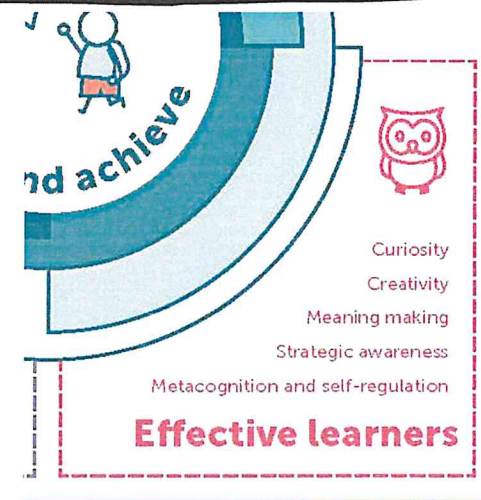 nd achieve
Curiosity
Creativity
Meaning making
Strategic awareness
Metacognition and self-regulation
Effective learners